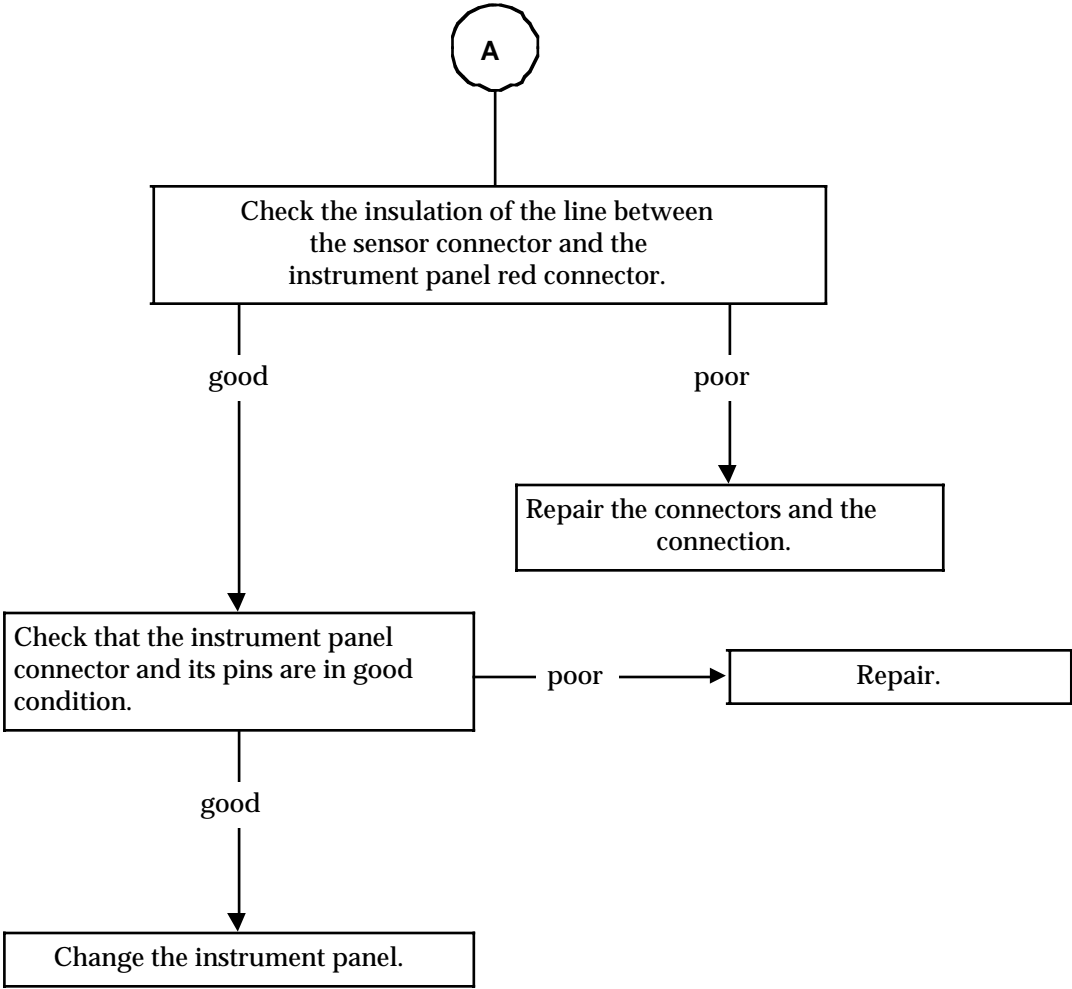 A
Check the insulation of the line between
the sensor connector and the
instrument panel red connector.
good
poor
Repair the connectors and the
connection.
Check that the instrument panel
connector and its pins are in good
condition.
poor
Repair.
good
Change the instrument panel.